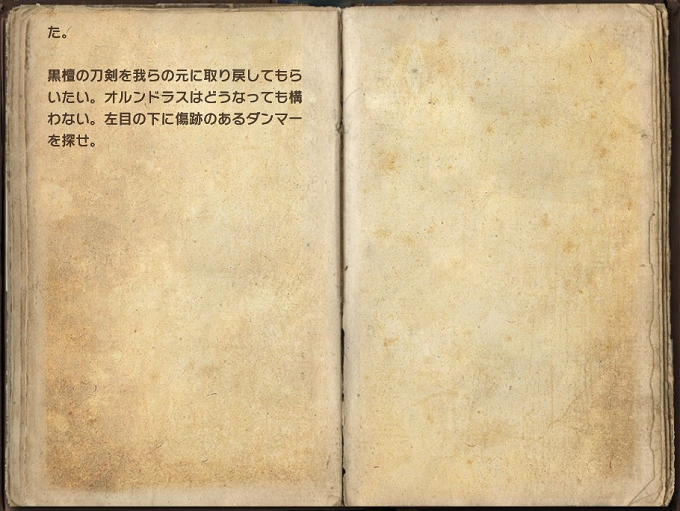 た。
黒檀の刀剣を我らの元に取り戻してもら
いたい。オルンドラスはどうなっても構
わない。左目の下に傷跡のあるダンマー
を探せ。